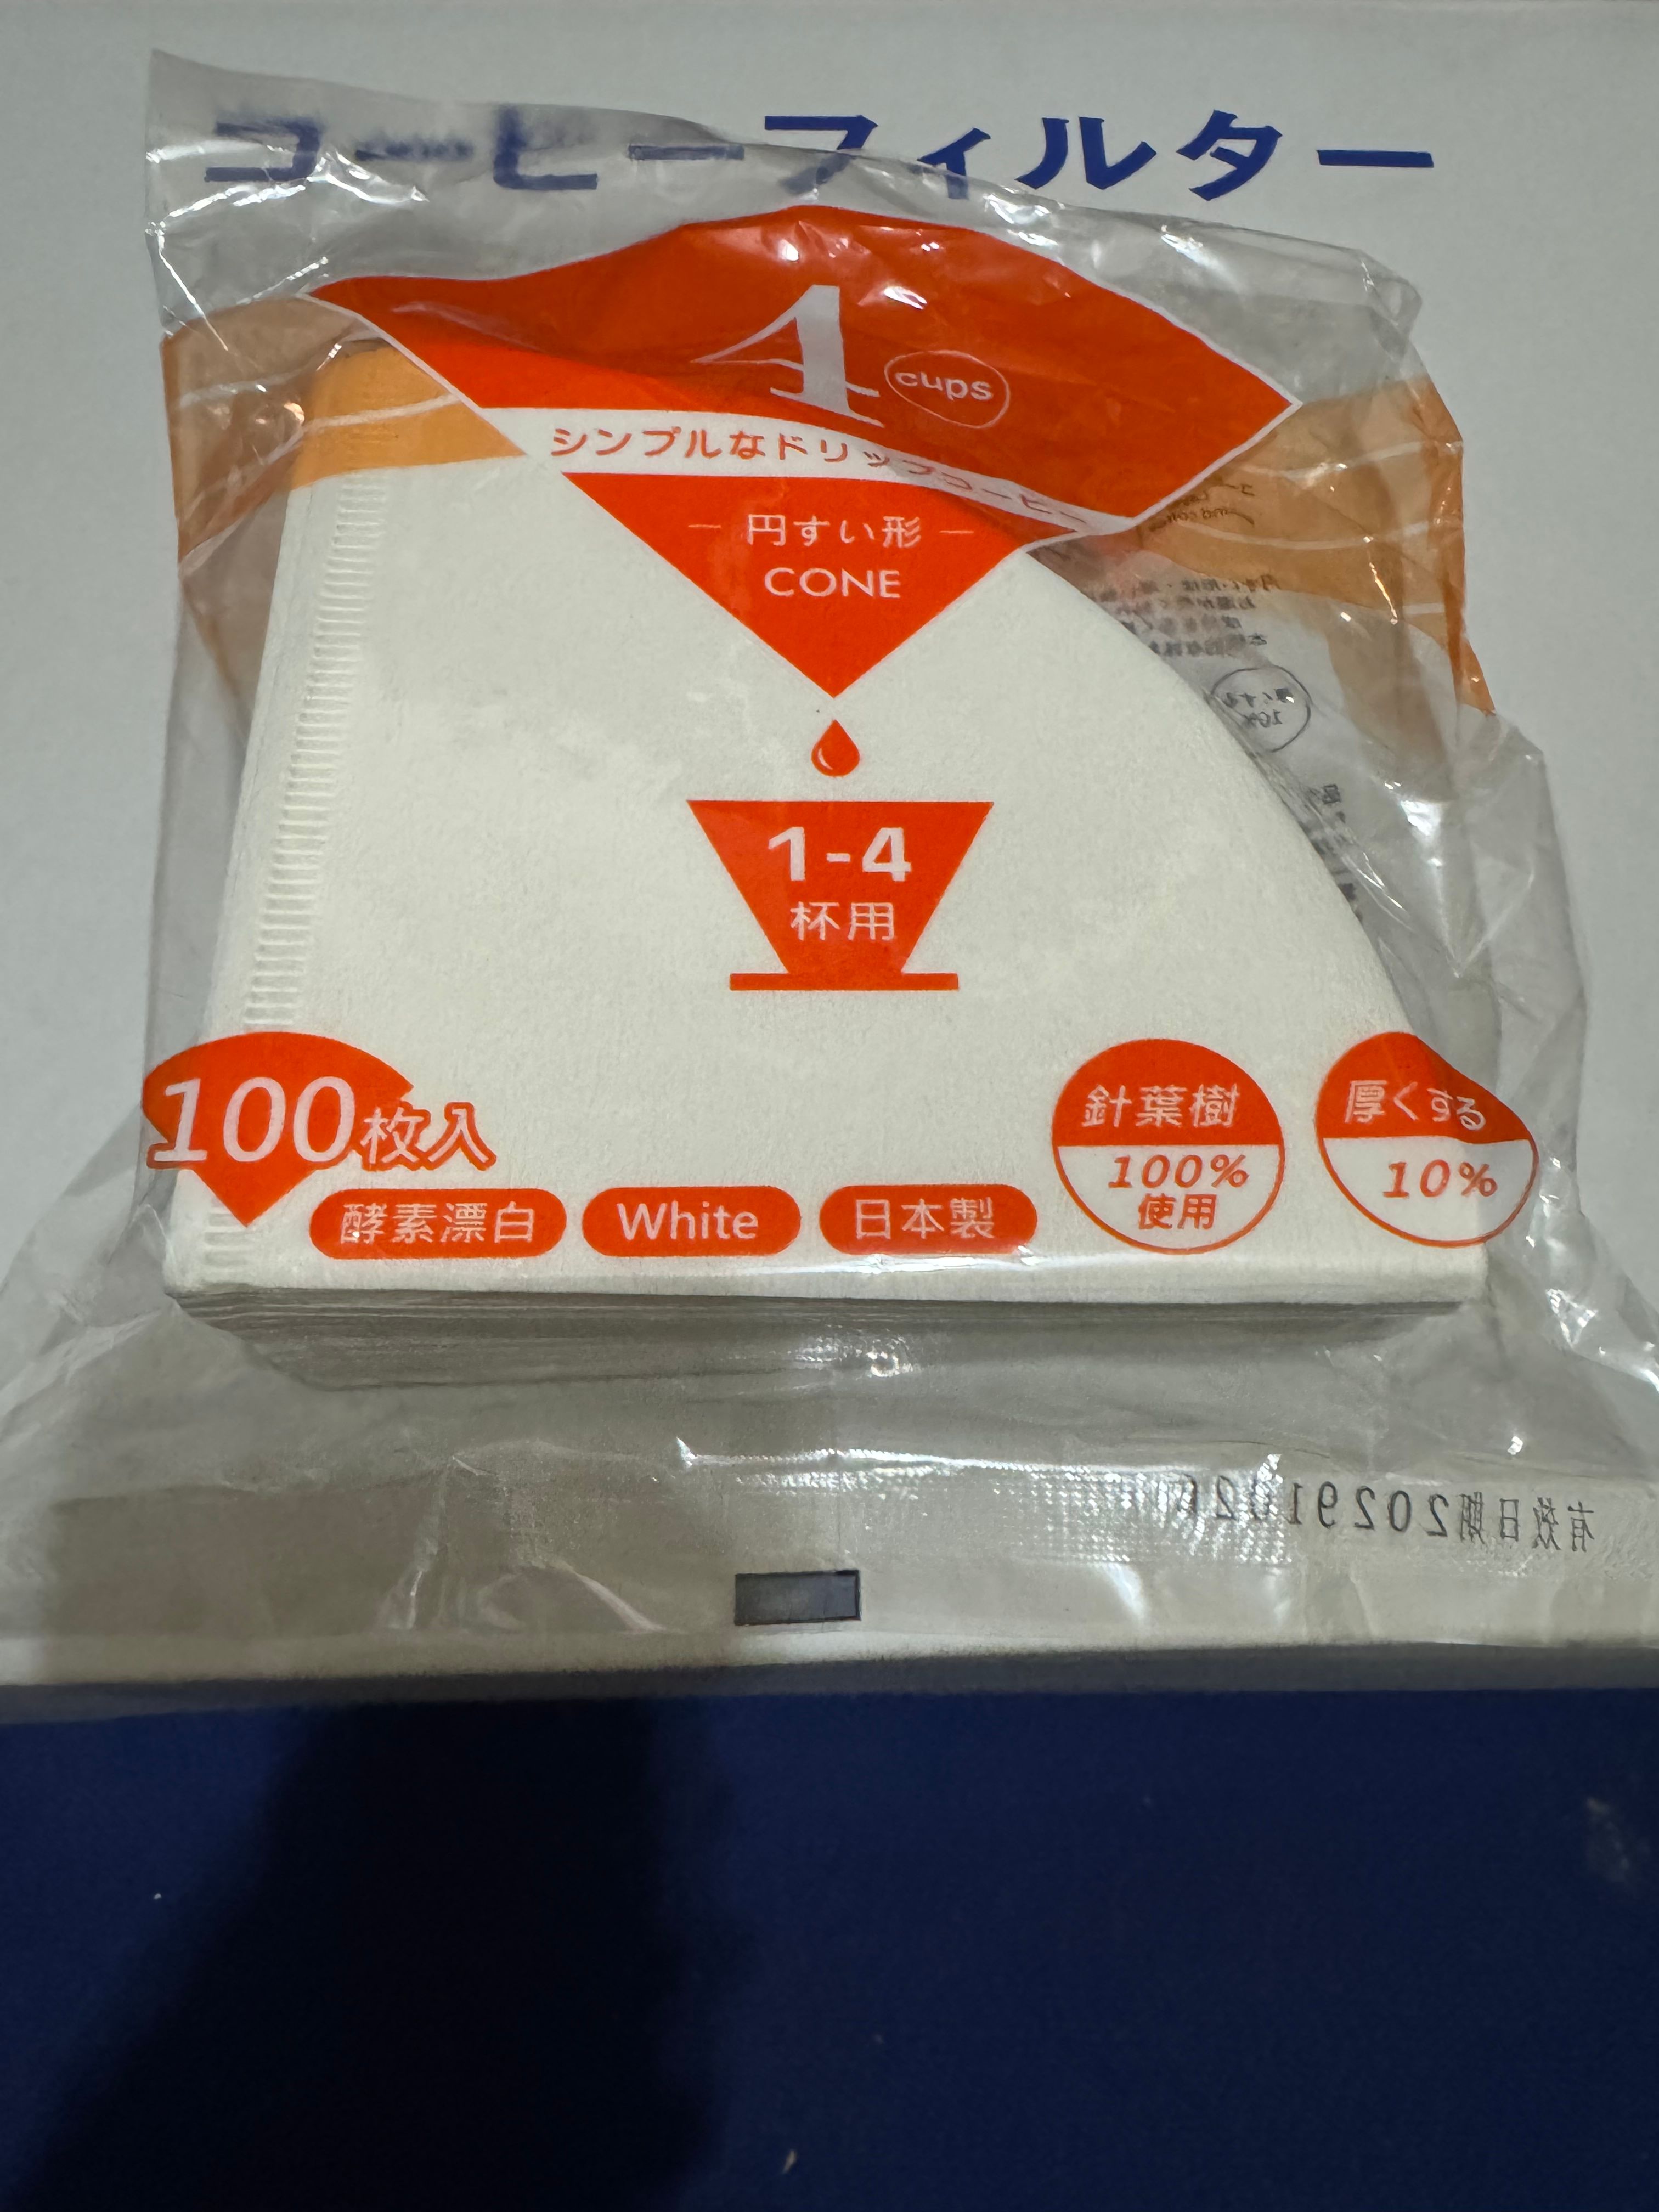 コーヒーフィルター
4 cups
シンプルなドリップコーヒー
円すい形
CONE
1-4
杯用
100枚入
酵素漂白
White
日本製
針葉樹
100%
使用
厚くする
10%
有效日期20291026